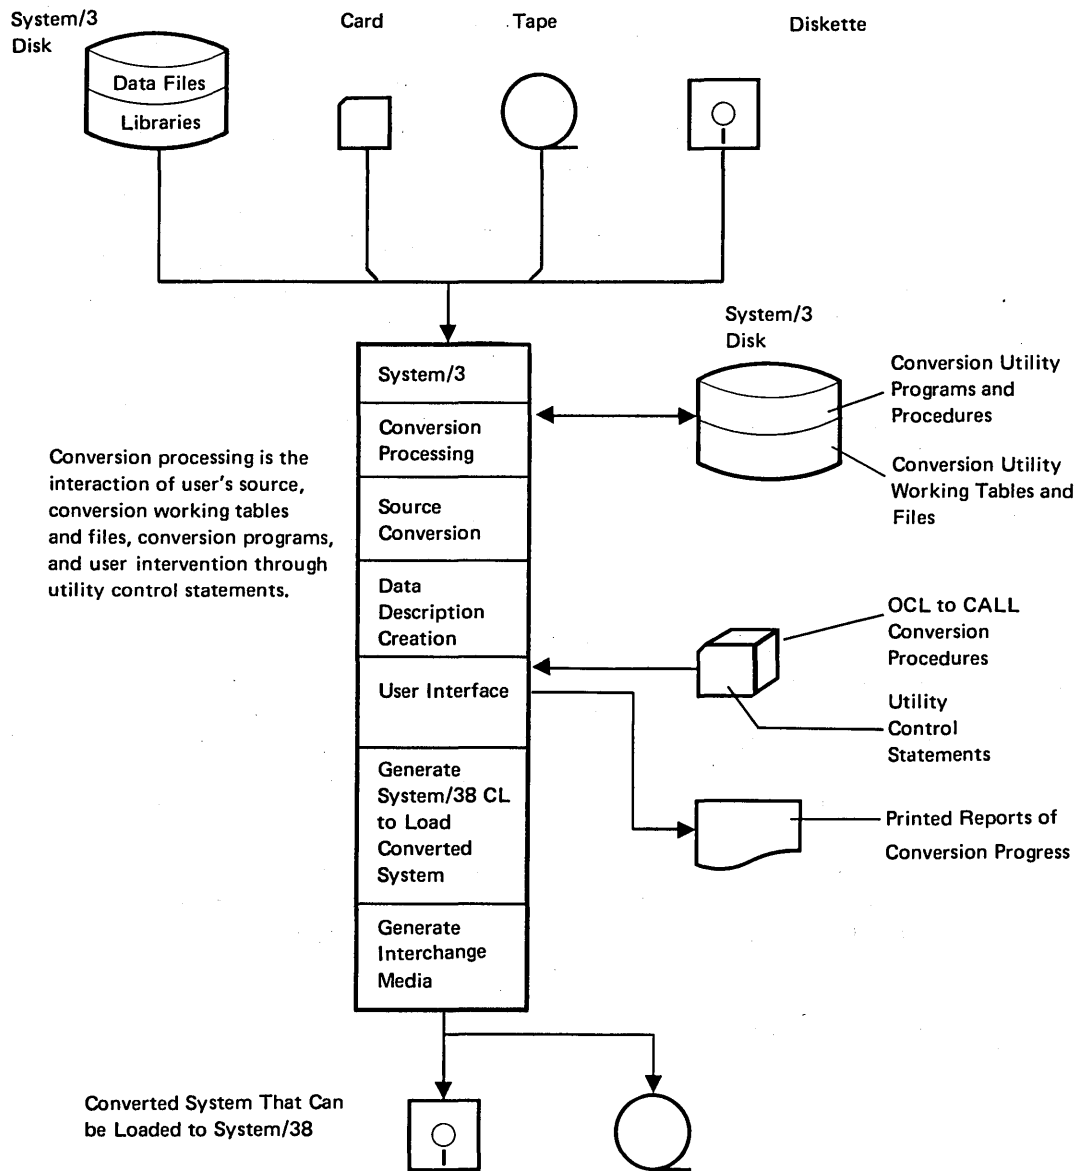 System/3
Disk
Card
Tape
Diskette
Data Files
Libraries
System/3
Disk
System/3
Conversion Utility
Programs and
Procedures
Conversion
Processing
Conversion processing is the
interaction of user's source,
conversion working tables
and files, conversion programs,
and user intervention through
utility control statements.
Conversion Utility
Working Tables and
Files
Source
Conversion
Data
Description
Creation
OCL to CALL
Conversion
Procedures
User Interface
Utility
Control
Statements
Generate
System/38 CL
to Load
Converted
System
Printed Reports of
Conversion Progress
Generate
Interchange
Media
Converted System That Can
be Loaded to System/38